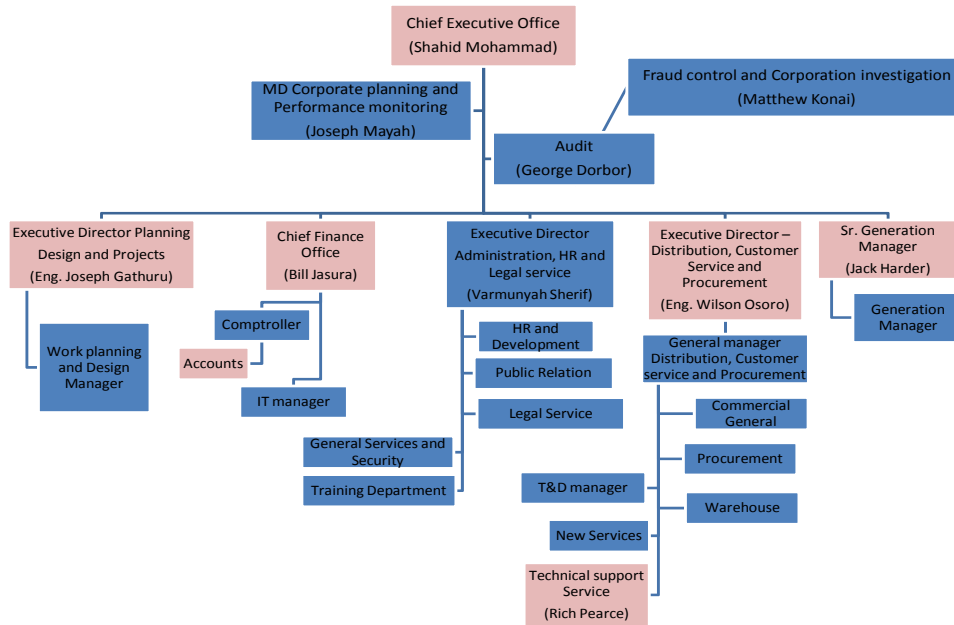 Chief Executive Office
(Shahid Mohammad)
MD Corporate planning and
Performance monitoring
(Joseph Mayah)
Fraud control and Corporation investigation
(Matthew Konai)
Audit
(George Dorbor)
Executive Director Planning
Design and Projects
(Eng. Joseph Gathuru)
Work planning
and Design
Manager
Chief Finance
Office
(Bill Jasura)
Comptroller
Accounts
IT manager
Executive Director
Administration, HR and
Legal service
(Varmunyah Sherif)
HR and
Development
Public Relation
Legal Service
General Services and
Security
Training Department
Executive Director –
Distribution, Customer
Service and
Procurement
(Eng. Wilson Osoro)
General manager
Distribution, Customer
service and Procurement
Commercial
General
Procurement
T&D manager
Warehouse
New Services
Technical support
Service
(Rich Pearce)
Sr. Generation
Manager
(Jack Harder)
Generation
Manager